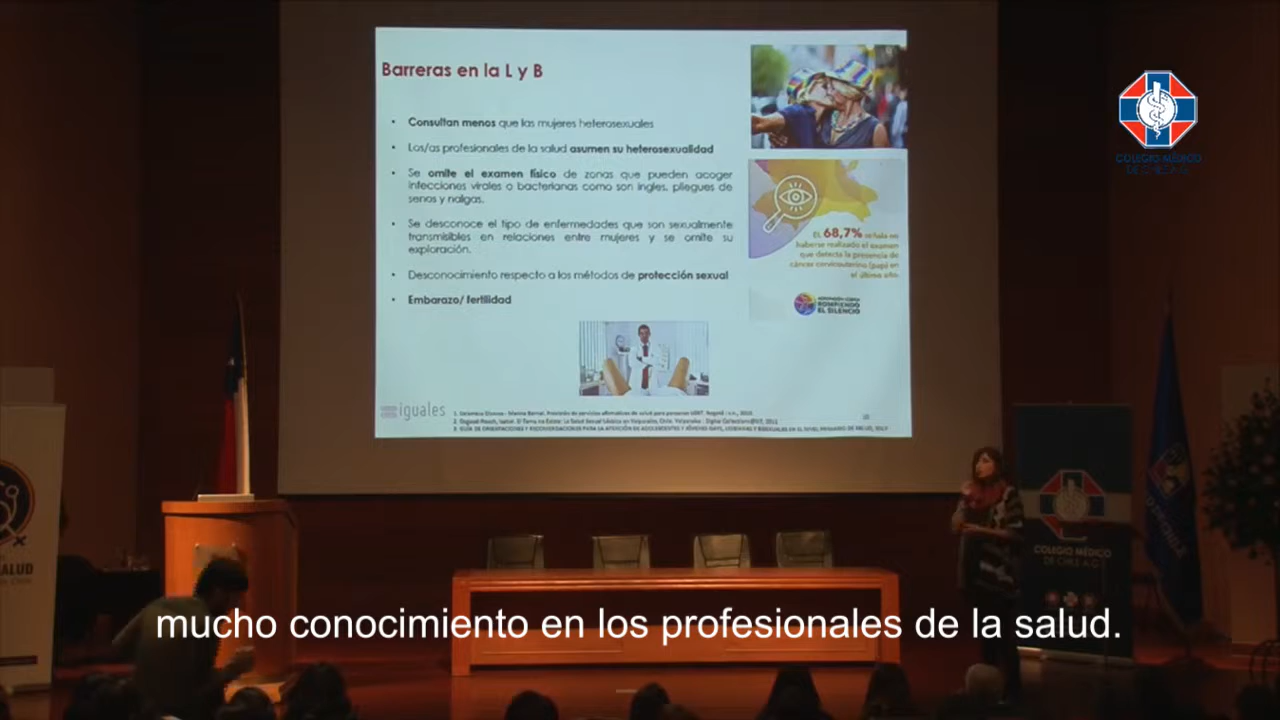 Barreras en la L y B
• Consultan menos que las mujeres heterosexuales
• Los/as profesionales de la salud asumen su heterosexualidad
• Se omite el examen físico de zonas que pueden acoger
infecciones virales o bacterianas como son ingles, pliegues de
senos y nalgas.
• Se desconoce el tipo de enfermedades que son sexualmente
transmisibles en relaciones entre mujeres y se omite su
exploración.
• Desconocimiento respecto a los métodos de protección sexual
• Embarazo/ fertilidad
El 68,7% señala en
haberse realizado el examen
que detecta la presencia de
cáncer cervicouterino (pap) en
el último año.
ROMPIENDO
EL SILENCIO
iguales
COLEGIO MÉDICO
DE CHILE A.G.
COLEGIO MÉDICO
DE CHILE A.G.
SALUD
mucho conocimiento en los profesionales de la salud.